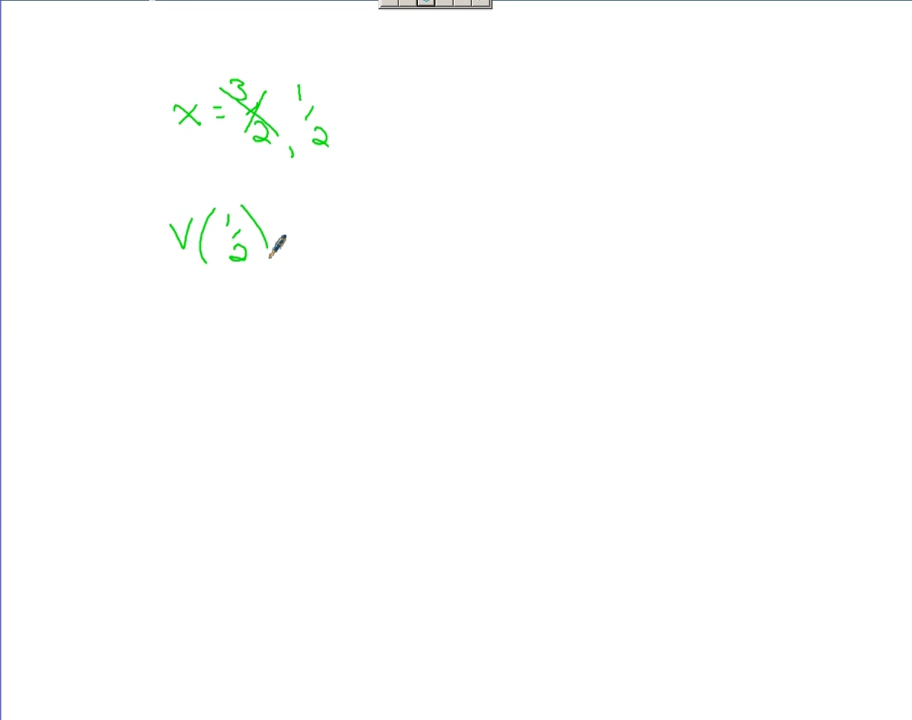 x = 3/2, 1/2
V(1/2)